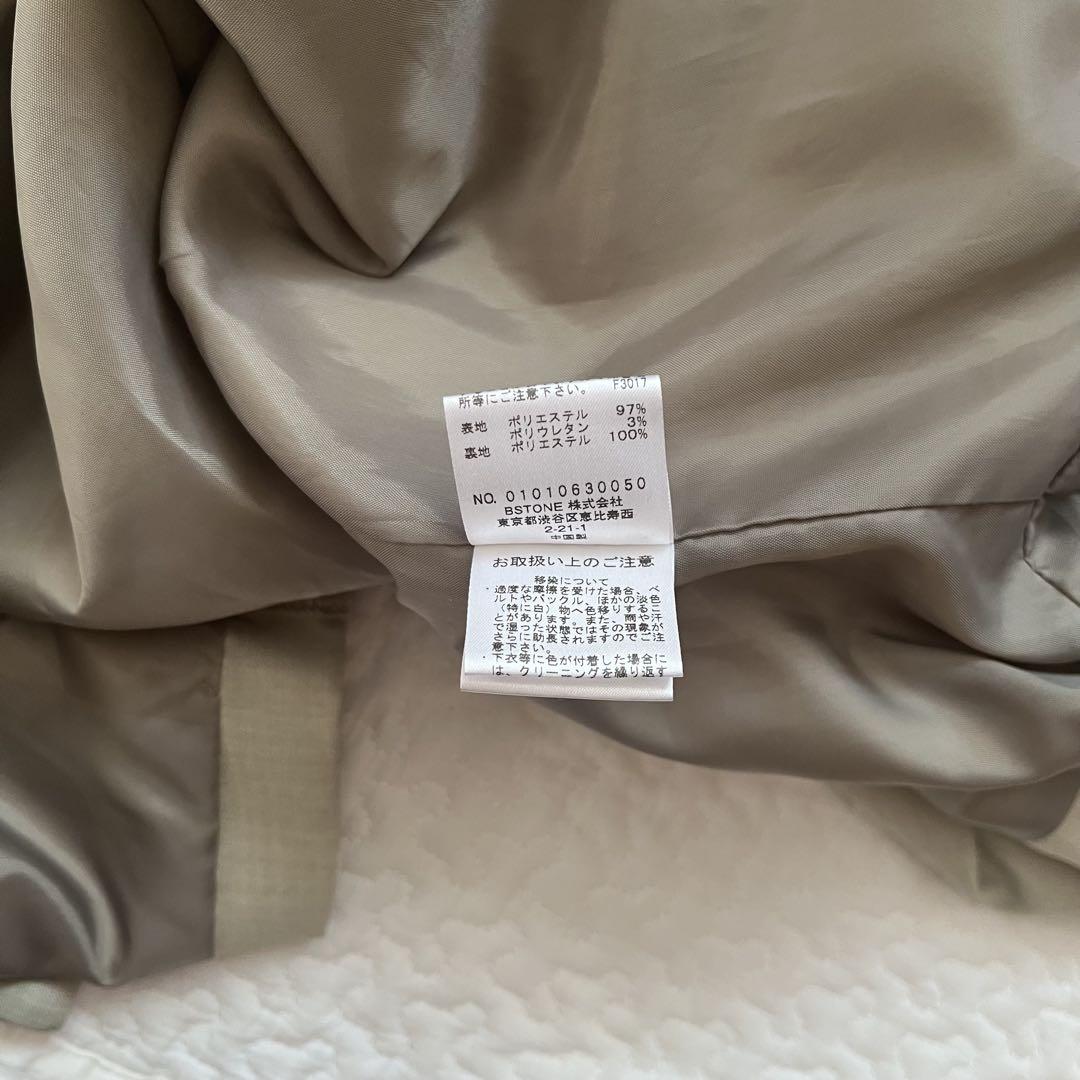 所等にご注意下さい。 F3017
表地 ポリエステル 97%
ポリウレタン 3%
裏地 ポリエステル 100%
NO. 01010630050
BSTONE 株式会社
東京都渋谷区恵比寿西
2-21-1
中国製
お取扱い上のご注意
移染について
・過度な摩擦を受けた場合、ベ
ルトやバックル、ほかの淡色
（特に白）物へ色移りするこ
とがあります。また、雨や汗
で湿った状態ではその現象が
さらに助長されますのでご注
意下さい。
・下衣等に色が付着した場合に
は、クリーニングを繰り返す